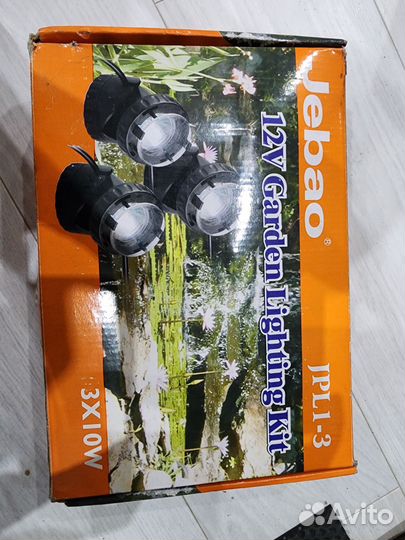 Jebao®
12V Garden Lighting Kit
JPL1-3
3X10W
Avito